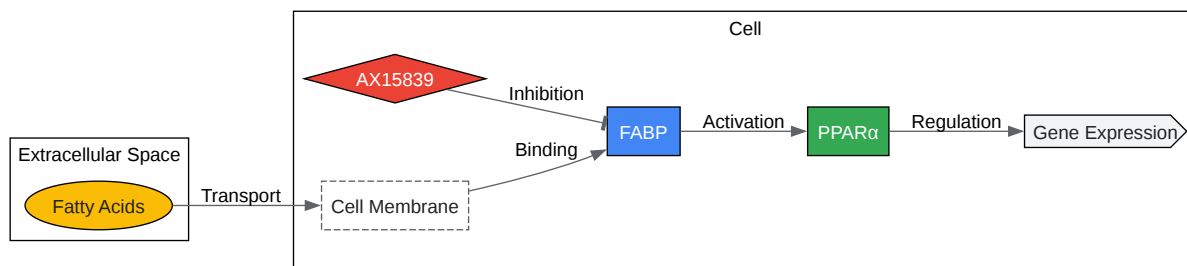 Cell
AX15839
Inhibition
FABP
Activation
PPARα
Regulation
Gene Expression
Binding
Extracellular Space
Fatty Acids
Transport
Cell Membrane